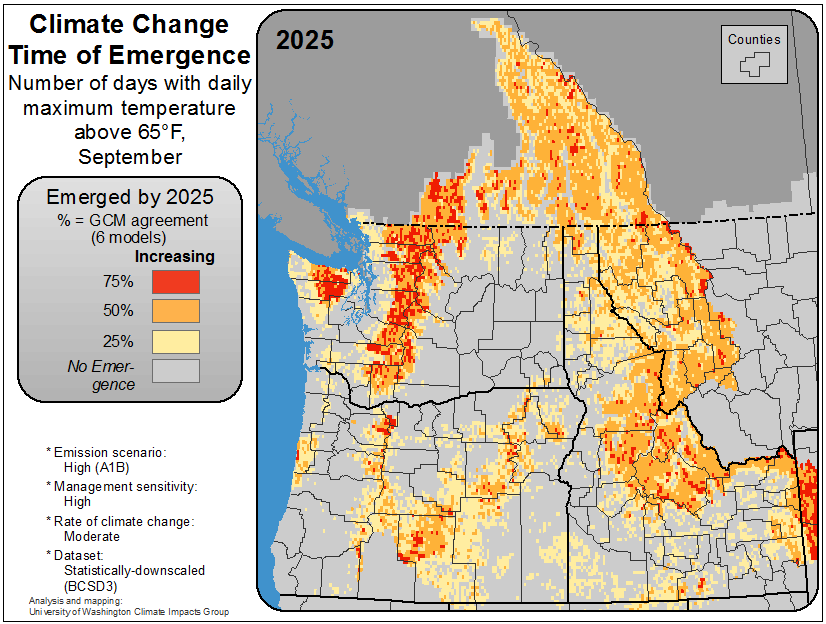 Climate Change
Time of Emergence
Number of days with daily
maximum temperature
above 65°F,
September
Emerged by 2025
% = GCM agreement
(6 models)
Increasing
75%
50%
25%
No Emer-
gence
* Emission scenario:
High (A1B)
* Management sensitivity:
High
* Rate of climate change:
Moderate
* Dataset:
Statistically-downscaled
(BCSD3)
Analysis and mapping:
University of Washington Climate Impacts Group
2025
Counties